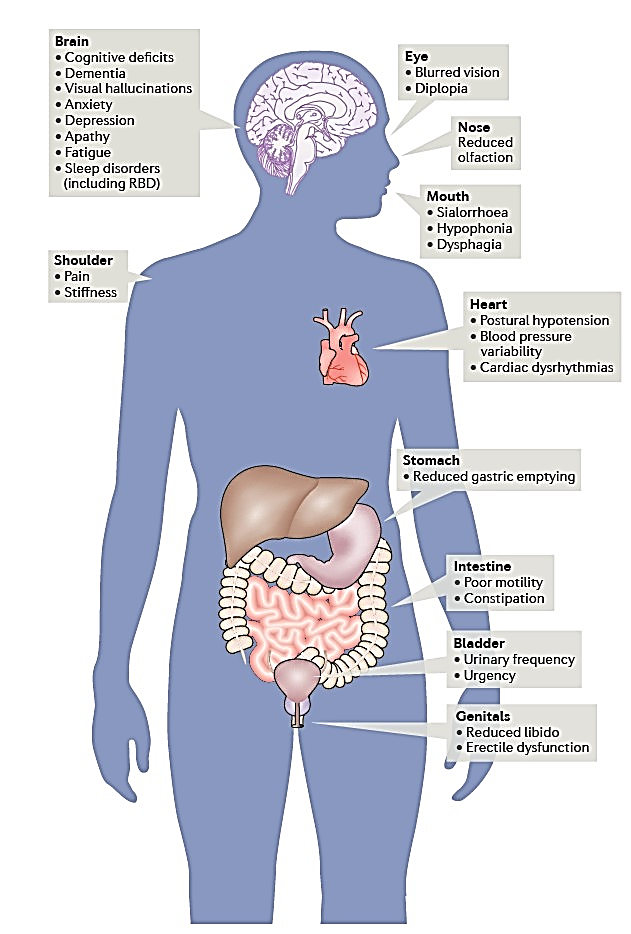 Brain
• Cognitive deficits
• Dementia
• Visual hallucinations
• Anxiety
• Depression
• Apathy
• Fatigue
• Sleep disorders
(including RBD)
Eye
• Blurred vision
• Diplopia
Nose
Reduced
olfaction
Mouth
• Sialorrhoea
• Hypophonia
• Dysphagia
Shoulder
• Pain
• Stiffness
Heart
• Postural hypotension
• Blood pressure
variability
• Cardiac dysrhythmias
Stomach
• Reduced gastric emptying
Intestine
• Poor motility
• Constipation
Bladder
• Urinary frequency
• Urgency
Genitals
• Reduced libido
• Erectile dysfunction